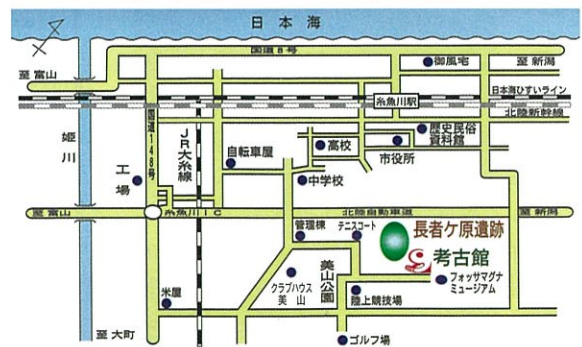 日本海
国道8号
御風宅
至富山
至新潟
日本海ひすいライン
糸魚川駅
北陸新幹線
姫川
国道148号
JR大糸線
自転車屋
高校
歴史民俗
資料館
市役所
工場
中学校
至富山
糸魚川IC
北陸自動車道
至新潟
管理棟
テニスコート
長者ケ原遺跡
考古館
美山公園
クラブハウス
美山
フォッサマグナ
ミュージアム
米屋
陸上競技場
至大町
ゴルフ場